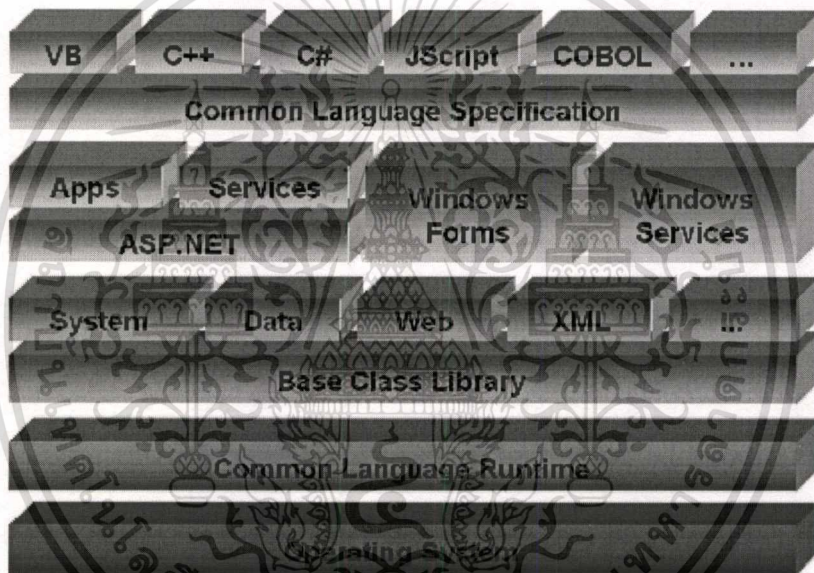 VB C++ C# JScript COBOL ...
Common Language Specification
Apps Services Windows Forms Windows Services
ASP.NET
System Data Web XML ...
Base Class Library
Common Language Runtime
Operating System